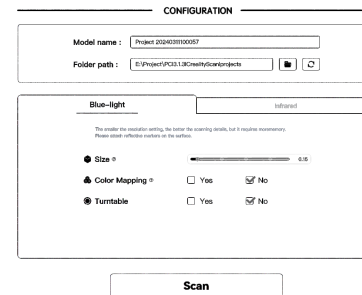 CONFIGURATION
Model name : Project 20240311100057
Folder path : E:\Project\PCI3.1.3\CrealityScan\projects
Blue-light Infrared
The smaller the resolution setting, the better the scanning details, but it requires morememory.
Please attach reflective markers on the surface.
Size 0.16
Color Mapping Yes No
Turntable Yes No
Scan